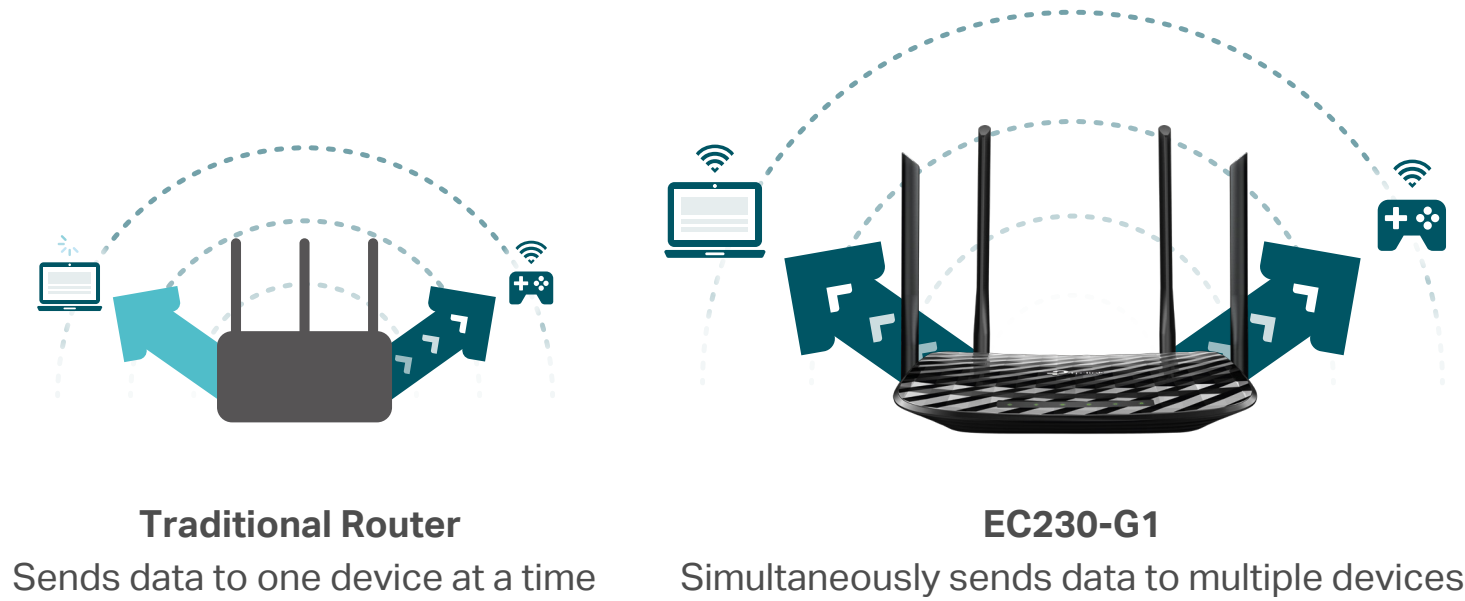 Traditional Router
Sends data to one device at a time
EC230-G1
Simultaneously sends data to multiple devices